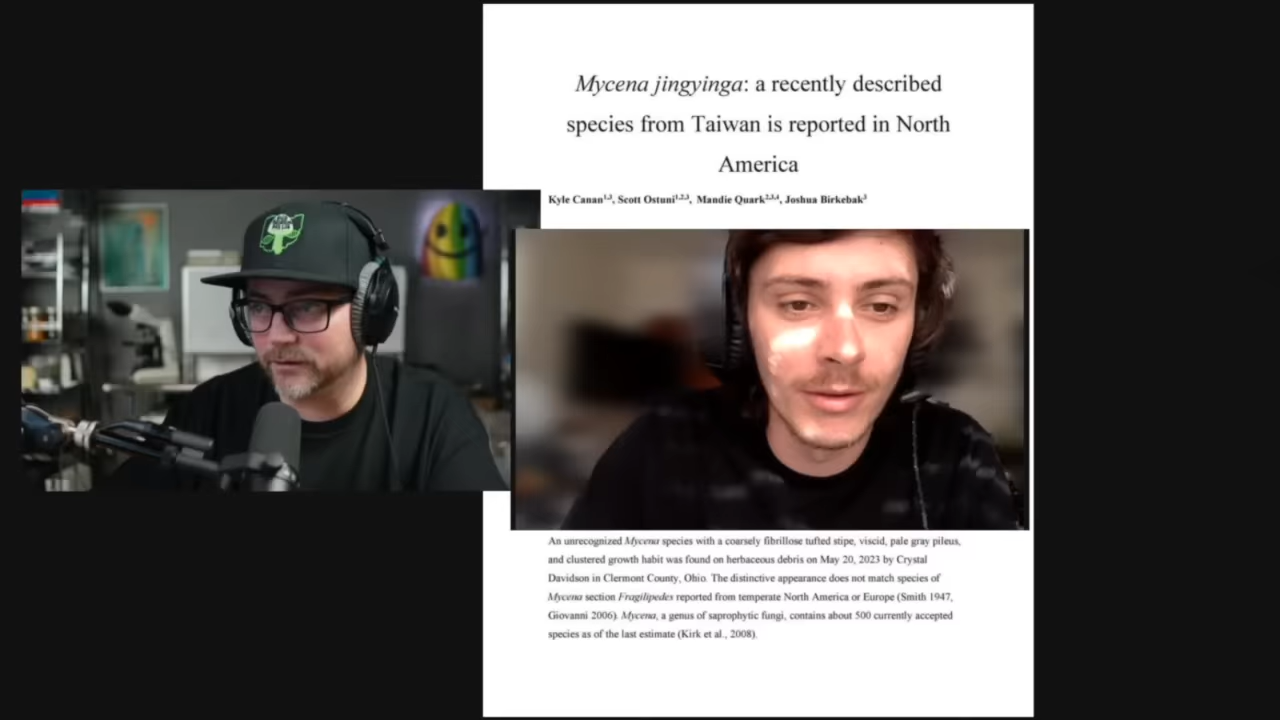 Mycena jingyinga: a recently described
species from Taiwan is reported in North
America
Kyle Canan1,3, Scott Ostuni1,2,3, Mandie Quark2,3,4, Joshua Birkebak3
An unrecognized Mycena species with a coarsely fibrillose tufted stipe, viscid, pale gray pileus,
and clustered growth habit was found on herbaceous debris on May 20, 2023 by Crystal
Davidson in Clermont County, Ohio. The distinctive appearance does not match species of
Mycena section Fragilipedes reported from temperate North America or Europe (Smith 1947,
Giovanni 2006). Mycena, a genus of saprophytic fungi, contains about 500 currently accepted
species as of the last estimate (Kirk et al., 2008).